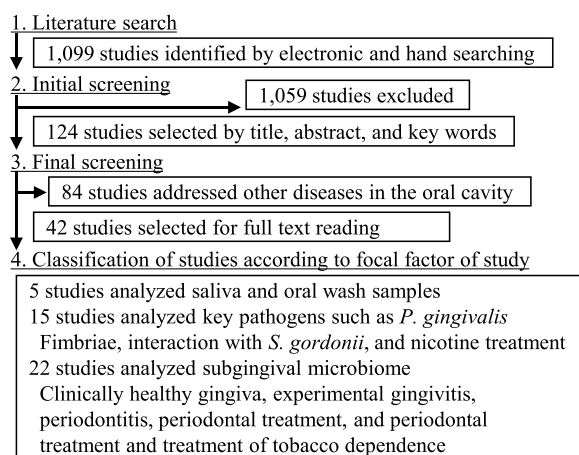 1. Literature search
1,099 studies identified by electronic and hand searching
2. Initial screening
1,059 studies excluded
124 studies selected by title, abstract, and key words
3. Final screening
84 studies addressed other diseases in the oral cavity
42 studies selected for full text reading
4. Classification of studies according to focal factor of study
5 studies analyzed saliva and oral wash samples
15 studies analyzed key pathogens such as P. gingivalis
Fimbriae, interaction with S. gordonii, and nicotine treatment
22 studies analyzed subgingival microbiome
Clinically healthy gingiva, experimental gingivitis,
periodontitis, periodontal treatment, and periodontal
treatment and treatment of tobacco dependence